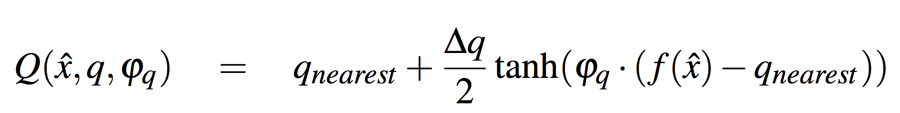 Q(x̂, q, φ_q) = q_nearest + Δq/2 tanh(φ_q · (f(x̂) − q_nearest))